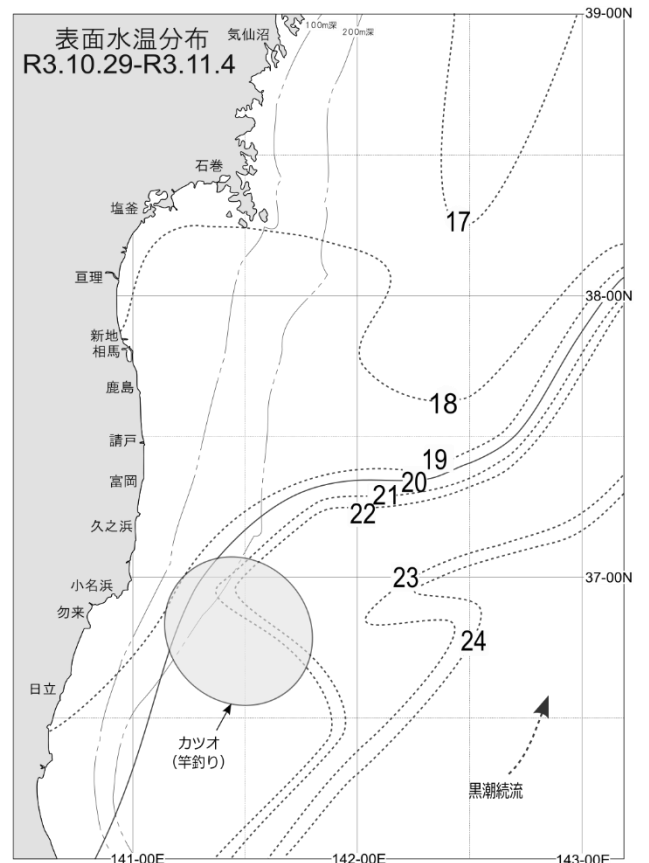 表面水温分布
R3.10.29-R3.11.4
気仙沼
100m深
200m深
39-00N
石巻
塩釜
17
亘理
38-00N
新地
相馬
鹿島
18
請戸
19
富岡
20
21
22
久之浜
小名浜
23
37-00N
勿来
24
日立
カツオ
(竿釣り)
黒潮続流
141-00E
142-00E
143-00E